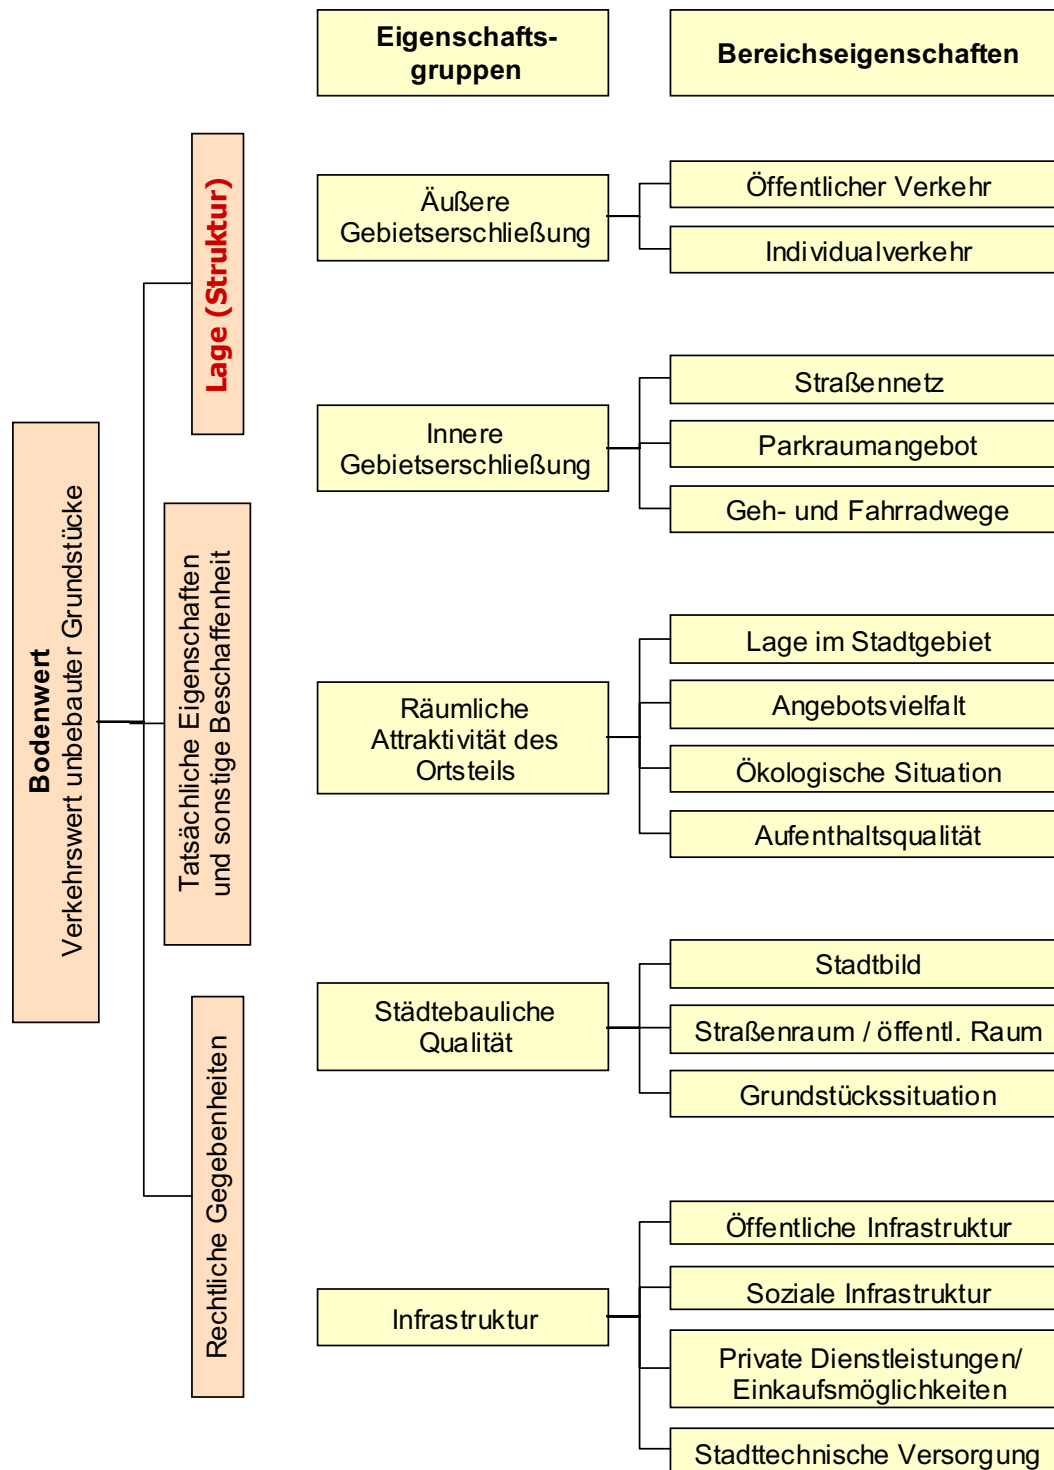 Eigenschafts-
gruppen
Bereichseigenschaften
Bodenwert
Verkehrswert unbebauter Grundstücke
Lage (Struktur)
Tatsächliche Eigenschaften
und sonstige Beschaffenheit
Rechtliche Gegebenheiten
Äußere
Gebietserschließung
Öffentlicher Verkehr
Individualverkehr
Innere
Gebietserschließung
Straßennetz
Parkraumangebot
Geh- und Fahrradwege
Räumliche
Attraktivität des
Ortsteils
Lage im Stadtgebiet
Angebotsvielfalt
Ökologische Situation
Aufenthaltsqualität
Städtebauliche
Qualität
Stadtbild
Straßenraum / öffentl. Raum
Grundstückssituation
Infrastruktur
Öffentliche Infrastruktur
Soziale Infrastruktur
Private Dienstleistungen/
Einkaufsmöglichkeiten
Stadttechnische Versorgung